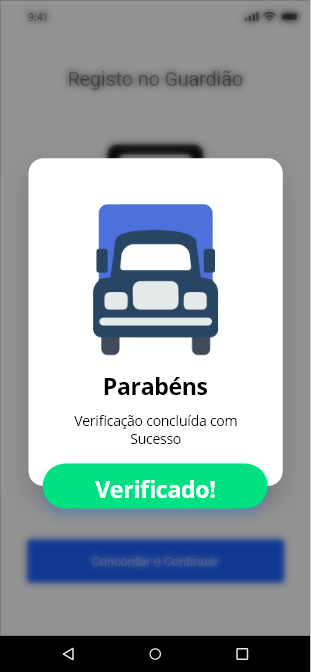 9:41
Registo no Guardião
Parabéns
Verificação concluída com
Sucesso
Verificado!
Concordar e Continuar